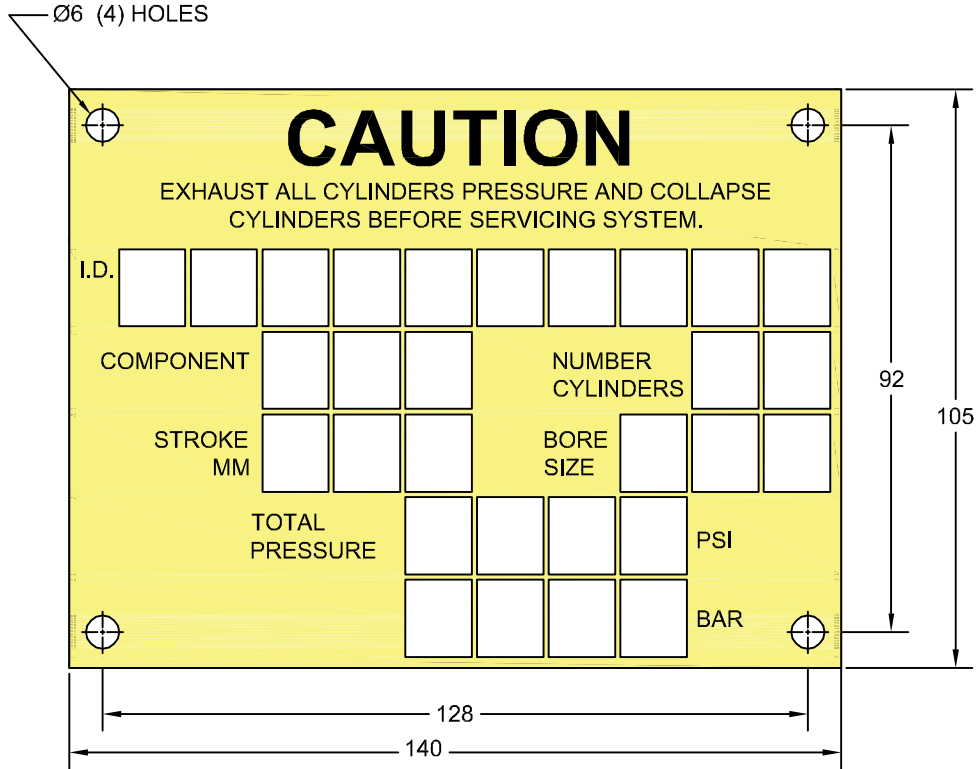 Ø6 (4) HOLES
CAUTION
EXHAUST ALL CYLINDERS PRESSURE AND COLLAPSE
CYLINDERS BEFORE SERVICING SYSTEM.
I.D.
COMPONENT
NUMBER
CYLINDERS
STROKE
MM
BORE
SIZE
TOTAL
PRESSURE
PSI
BAR
92
105
128
140